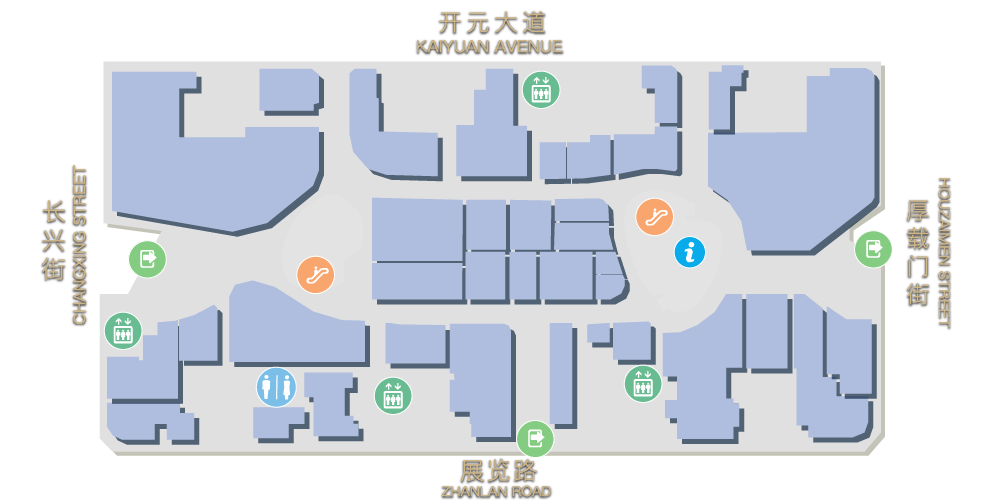 开元大道
KAIYUAN AVENUE
长兴街
CHANGXING STREET
厚载门街
HOUZAIMEN STREET
i
展览路
ZHANLAN ROAD